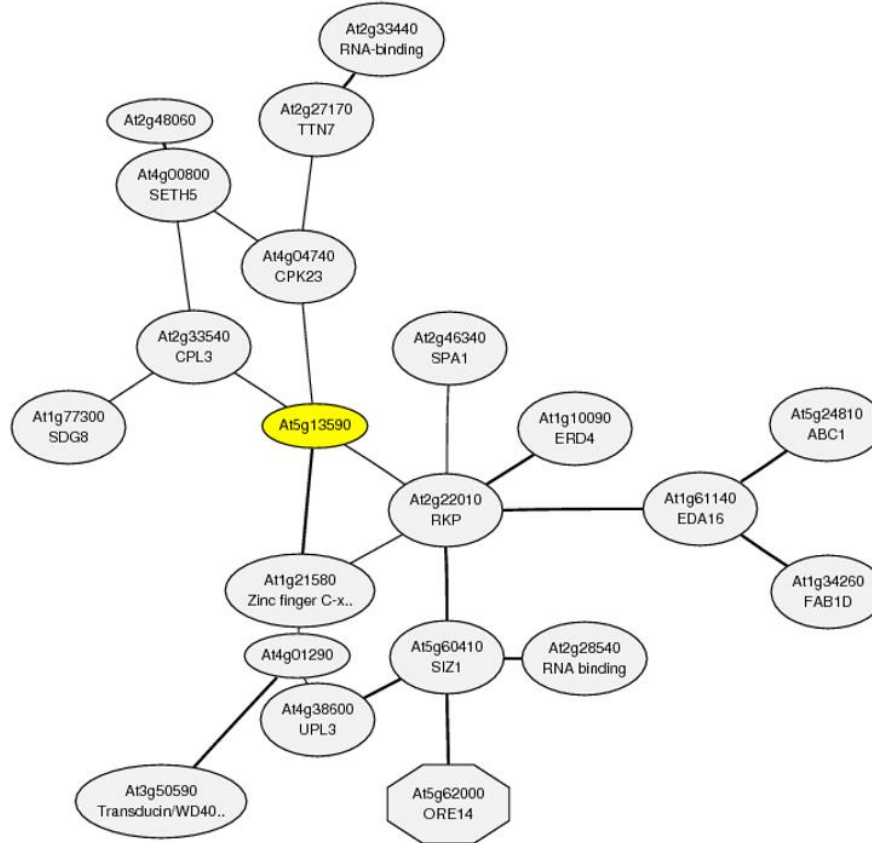 At2g33440
RNA-binding
At2g27170
TTN7
At2g48060
At4g00800
SETH5
At4g04740
CPK23
At2g33540
CPL3
At2g46340
SPA1
At1g77300
SDG8
At5g13590
At1g10090
ERD4
At5g24810
ABC1
At2g22010
RKP
At1g61140
EDA16
At1g21580
Zinc finger C-x..
At1g34260
FAB1D
At4g01290
At5g60410
SIZ1
At2g28540
RNA binding
At4g38600
UPL3
At3g50590
Transducin/WD40..
At5g62000
ORE14